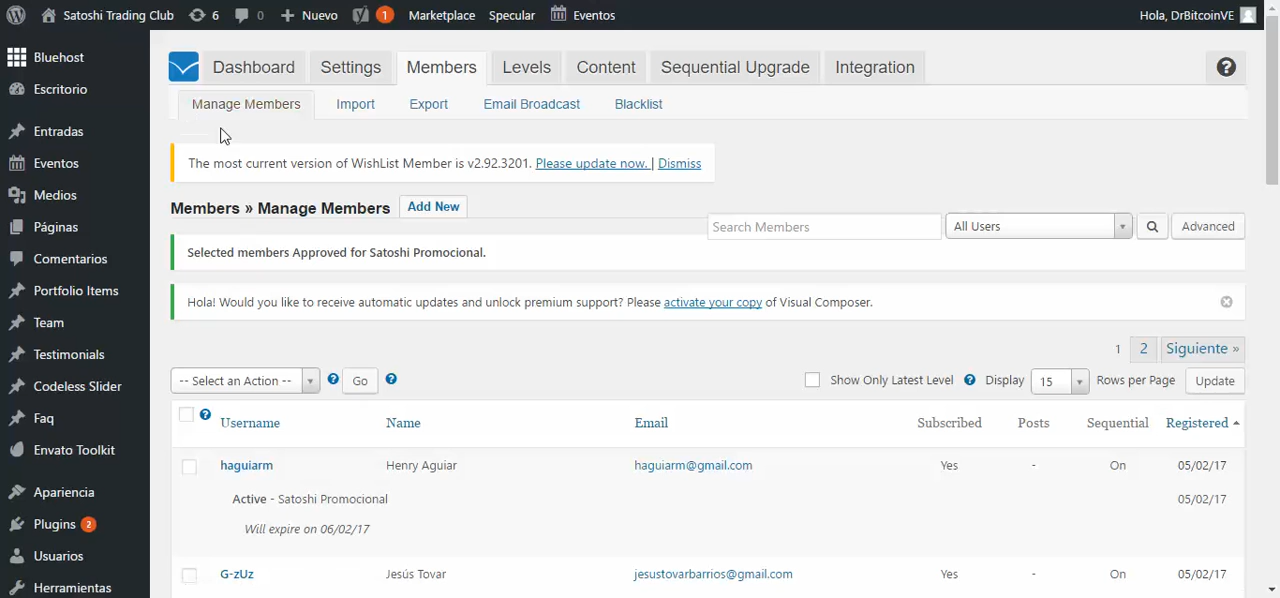 Satoshi Trading Club 6 0 Nuevo 1 Marketplace Specular Eventos Hola, DrBitcoinVE
Bluehost
Escritorio
Entradas
Eventos
Medios
Páginas
Comentarios
Portfolio Items
Team
Testimonials
Codeless Slider
Faq
Envato Toolkit
Apariencia
Plugins 2
Usuarios
Herramientas
Dashboard Settings Members Levels Content Sequential Upgrade Integration ?
Manage Members Import Export Email Broadcast Blacklist
The most current version of WishList Member is v2.92.3201. Please update now. | Dismiss
Members » Manage Members Add New
Search Members All Users Advanced
Selected members Approved for Satoshi Promocional.
Hola! Would you like to receive automatic updates and unlock premium support? Please activate your copy of Visual Composer.
1 2 Siguiente »
-- Select an Action -- ? Go ? Show Only Latest Level ? Display 15 Rows per Page Update
? Username Name Email Subscribed Posts Sequential Registered
haguiarm Henry Aguiar haguiarm@gmail.com Yes - On 05/02/17
Active - Satoshi Promocional 05/02/17
Will expire on 06/02/17
G-zUz Jesús Tovar jesustovarbarrios@gmail.com Yes - On 05/02/17